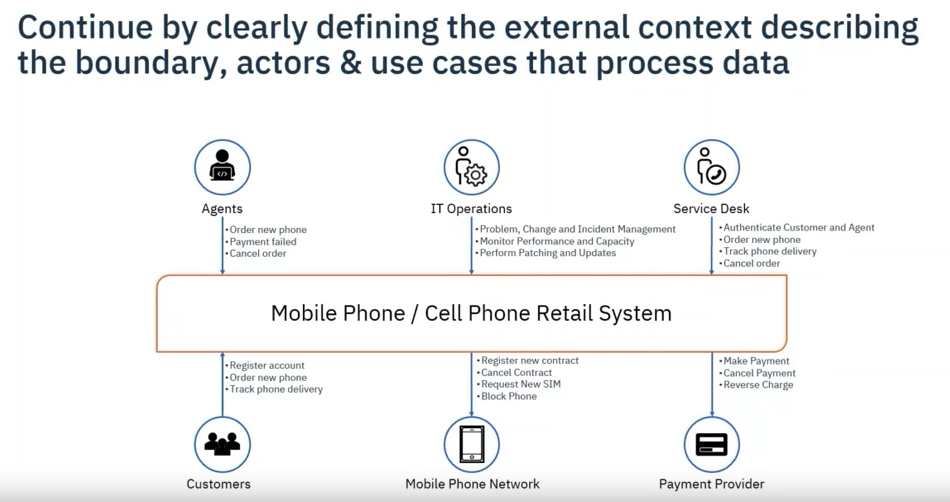 Continue by clearly defining the external context describing
the boundary, actors & use cases that process data
Agents
IT Operations
Service Desk
•Order new phone
•Payment failed
•Cancel order
•Problem, Change and Incident Management
•Monitor Performance and Capacity
•Perform Patching and Updates
•Authenticate Customer and Agent
•Order new phone
•Track phone delivery
•Cancel order
Mobile Phone / Cell Phone Retail System
•Register account
•Order new phone
•Track phone delivery
•Register new contract
•Cancel Contract
•Request New SIM
•Block Phone
•Make Payment
•Cancel Payment
•Reverse Charge
Customers
Mobile Phone Network
Payment Provider